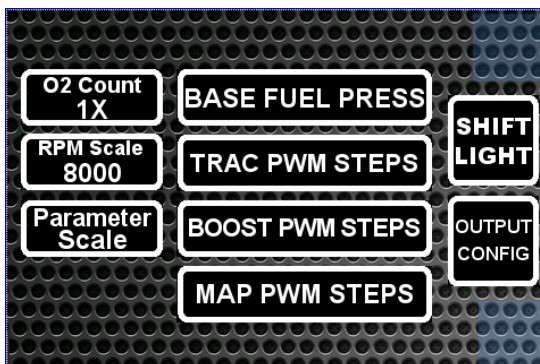 O2 Count
1X
RPM Scale
8000
Parameter
Scale
BASE FUEL PRESS
TRAC PWM STEPS
BOOST PWM STEPS
MAP PWM STEPS
SHIFT
LIGHT
OUTPUT
CONFIG